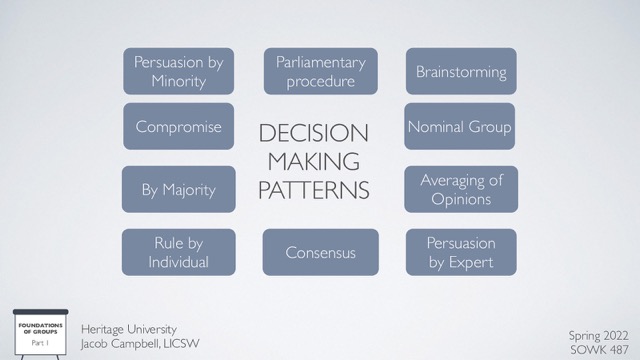 Persuasion by
Minority
Parliamentary
procedure
Brainstorming
Compromise
DECISION
MAKING
PATTERNS
Nominal Group
By Majority
Averaging of
Opinions
Rule by
Individual
Consensus
Persuasion
by Expert
FOUNDATIONS
OF GROUPS
Part 1
Heritage University
Jacob Campbell, LICSW
Spring 2022
SOWK 487